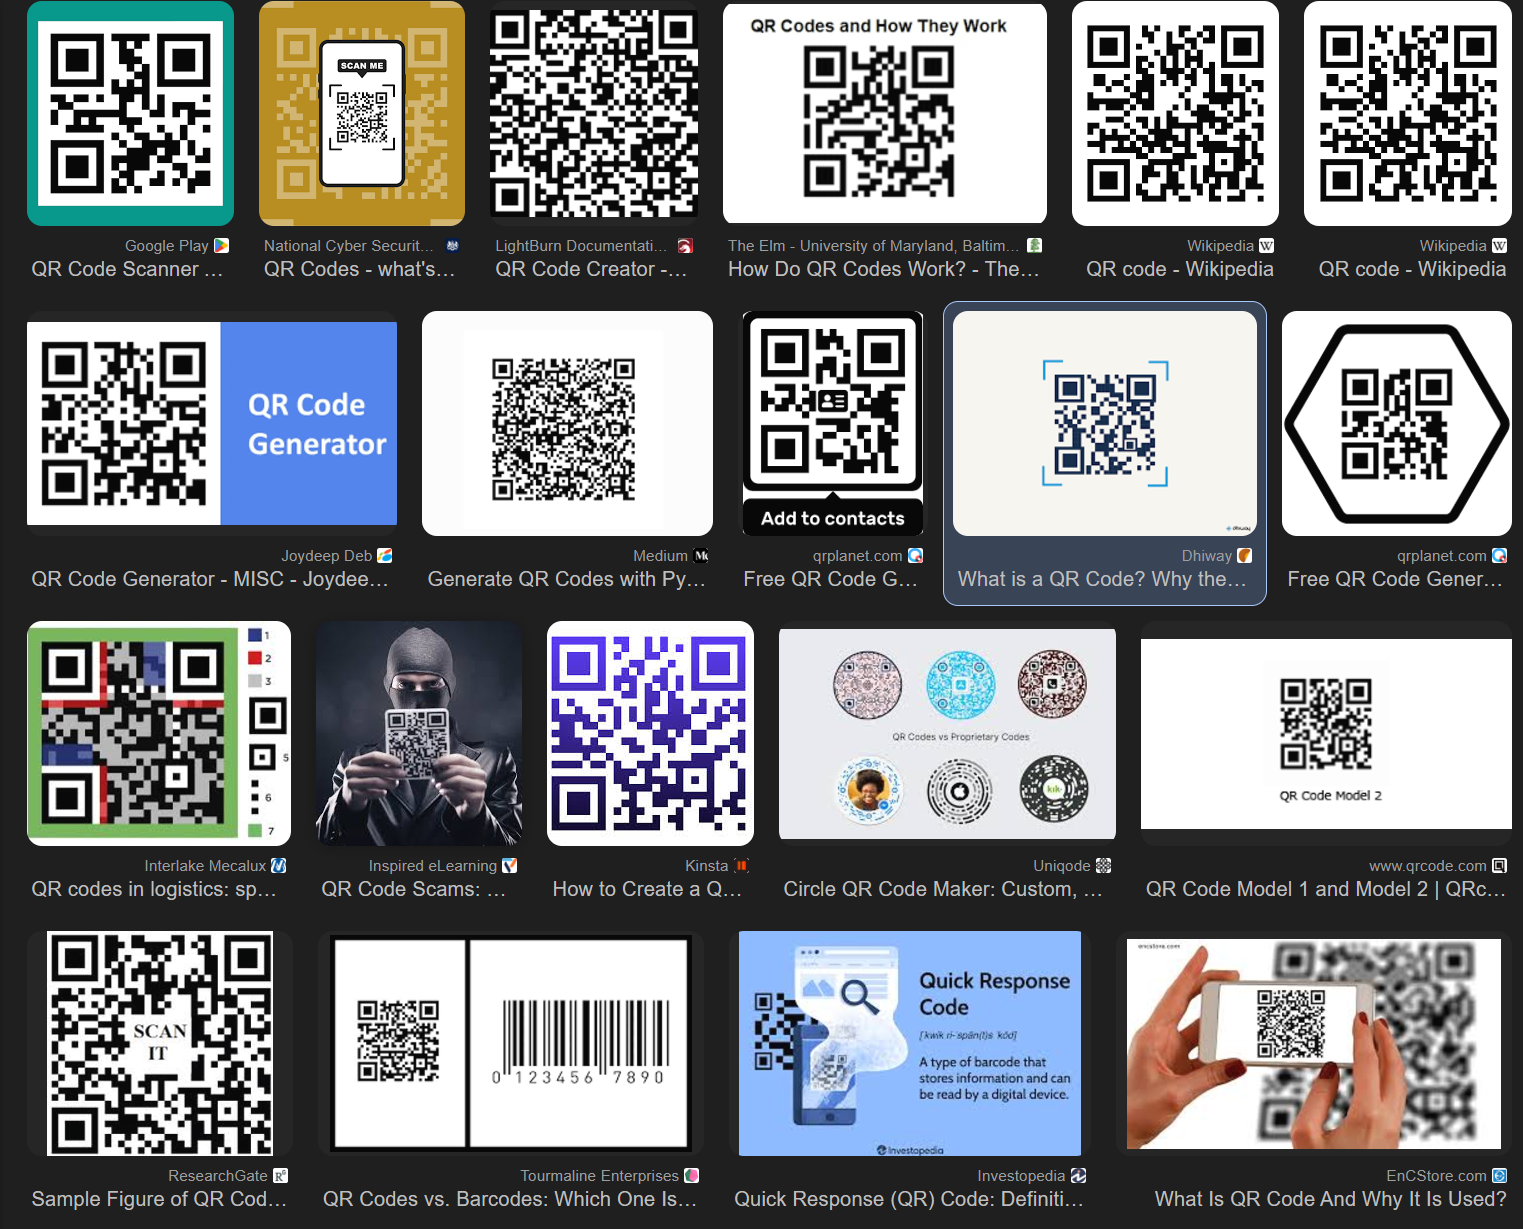 Google Play
QR Code Scanner ...
SCAN ME
National Cyber Securit...
QR Codes - what's...
LightBurn Documentati...
QR Code Creator -...
QR Codes and How They Work
The Elm - University of Maryland, Baltim...
How Do QR Codes Work? - The...
Wikipedia
QR code - Wikipedia
Wikipedia
QR code - Wikipedia
QR Code
Generator
Joydeep Deb
QR Code Generator - MISC - Joydee...
Medium
Generate QR Codes with Py...
Add to contacts
qrplanet.com
Free QR Code G...
dhiway
Dhiway
What is a QR Code? Why the...
qrplanet.com
Free QR Code Gener...
1
2
3
5
6
7
Interlake Mecalux
QR codes in logistics: sp...
Inspired eLearning
QR Code Scams: ...
Kinsta
How to Create a Q...
QR Codes vs Proprietary Codes
kik
Uniqode
Circle QR Code Maker: Custom, ...
QR Code Model 2
www.qrcode.com
QR Code Model 1 and Model 2 | QRc...
SCAN
IT
ResearchGate
Sample Figure of QR Cod...
0 123456 7890
Tourmaline Enterprises
QR Codes vs. Barcodes: Which One Is...
Quick Response
Code
[kwik ri-ˈspän(t)s ˈkōd]
A type of barcode that
stores information and can
be read by a digital device.
Investopedia
Investopedia
Quick Response (QR) Code: Definiti...
encstore.com
EnCStore.com
What Is QR Code And Why It Is Used?